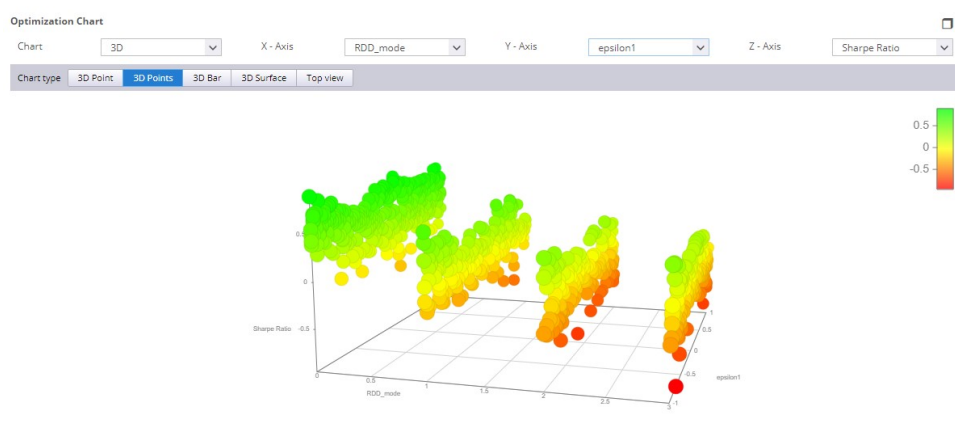 Optimization Chart
Chart 3D X - Axis RDD_mode Y - Axis epsilon1 Z - Axis Sharpe Ratio
Chart type 3D Point 3D Points 3D Bar 3D Surface Top view
0.5
0
-0.5
0.5
0
Sharpe Ratio -0.5
0
0.5
1
1.5
2
2.5
3
RDD_mode
1
0.5
0
-0.5
-1
epsilon1